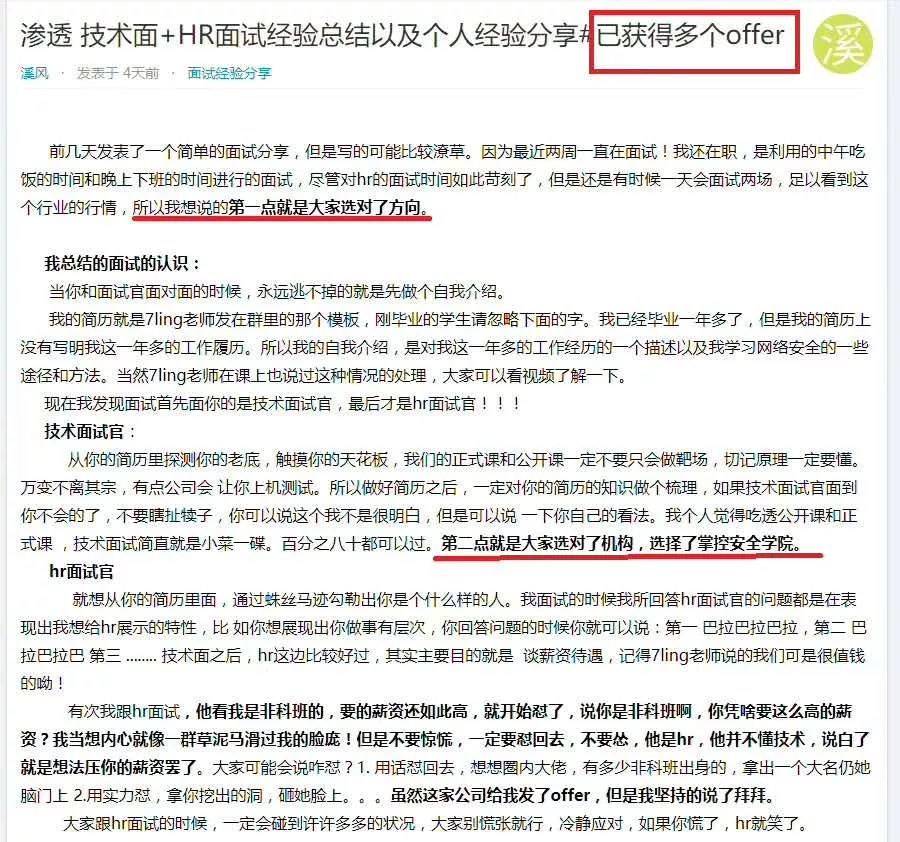 渗透 技术面+HR面试经验总结以及个人经验分享#已获得多个offer
溪
溪风 · 发表于 4天前 · 面试经验分享
前几天发表了一个简单的面试分享，但是写的可能比较潦草。因为最近两周一直在面试！我还在职，是利用的中午吃
饭的时间和晚上下班的时间进行的面试，尽管对hr的面试时间如此苛刻了，但是还是有时候一天会面试两场，足以看到这
个行业的行情，所以我想说的第一点就是大家选对了方向。
我总结的面试的认识：
当你和面试官面对面的时候，永远逃不掉的就是先做个自我介绍。
我的简历就是7ling老师发在群里的那个模板，刚毕业的学生请忽略下面的字。我已经毕业一年多了，但是我的简历上
没有写明我这一年多的工作履历。所以我的自我介绍，是对我这一年多的工作经历的一个描述以及我学习网络安全的一些
途径和方法。当然7ling老师在课上也说过这种情况的处理，大家可以看视频了解一下。
现在我发现面试首先面你的是技术面试官，最后才是hr面试官！！！
技术面试官：
从你的简历里探测你的老底，触摸你的天花板，我们的正式课和公开课一定不要只会做靶场，切记原理一定要懂。
万变不离其宗，有点公司会 让你上机测试。所以做好简历之后，一定对你的简历的知识做个梳理，如果技术面试官面到
你不会的了，不要瞎扯犊子，你可以说这个我不是很明白，但是可以说 一下你自己的看法。我个人觉得吃透公开课和正
式课 ，技术面试简直就是小菜一碟。百分之八十都可以过。第二点就是大家选对了机构，选择了掌控安全学院。
hr面试官
就想从你的简历里面，通过蛛丝马迹勾勒出你是个什么样的人。我面试的时候我所回答hr面试官的问题都是在表
现出我想给hr展示的特性，比 如你想展现出你做事有层次，你回答问题的时候你就可以说：第一 巴拉巴拉巴拉，第二 巴
拉巴拉巴 第三 ........ 技术面之后，hr这边比较好过，其实主要目的就是 谈薪资待遇，记得7ling老师说的我们可是很值钱
的呦！
有次我跟hr面试，他看我是非科班的，要的薪资还如此高，就开始怼了，说你是非科班啊，你凭啥要这么高的薪
资？我当想内心就像一群草泥马滑过我的脸庞！但是不要惊慌，一定要怼回去，不要怂，他是hr，他并不懂技术，说白了
就是想法压你的薪资罢了。大家可能会说咋怼？1. 用话怼回去，想想圈内大佬，有多少非科班出身的，拿出一个大名仍她
脑门上 2.用实力怼，拿你挖出的洞，砸她脸上。。。虽然这家公司给我发了offer，但是我坚持的说了拜拜。
大家跟hr面试的时候，一定会碰到许许多多的状况，大家别慌张就行，冷静应对，如果你慌了，hr就笑了。